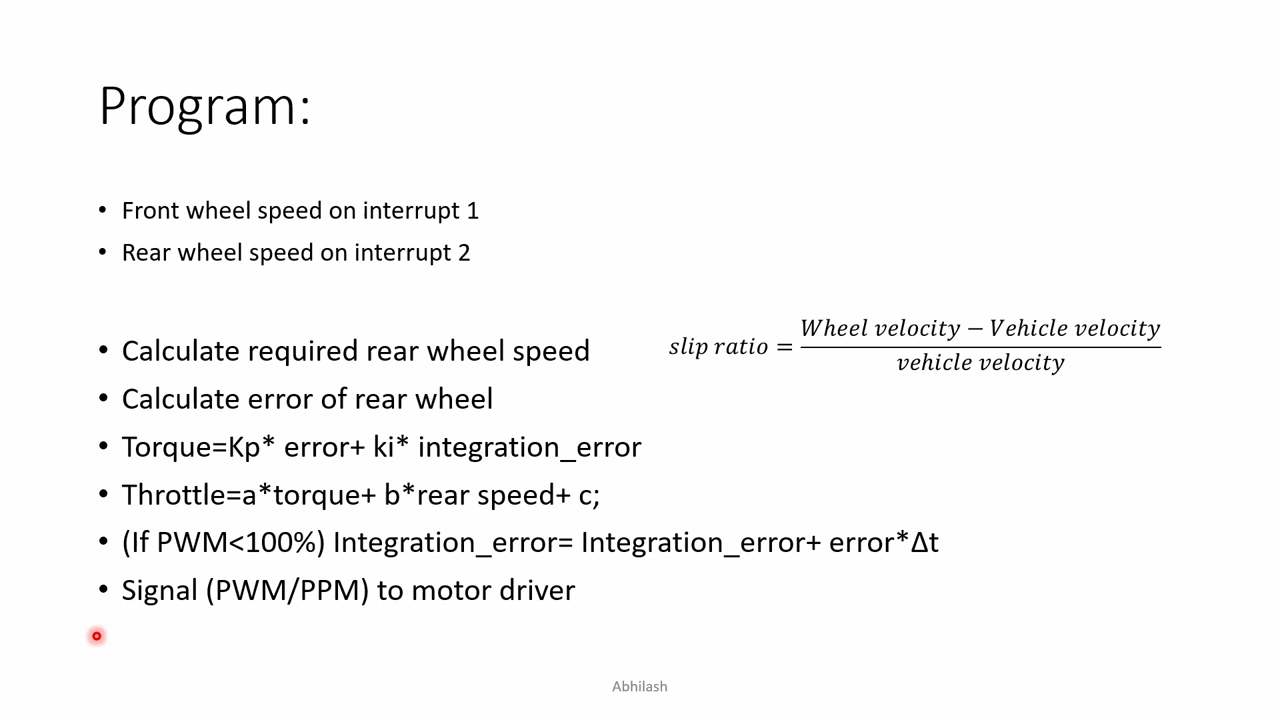 Program:
• Front wheel speed on interrupt 1
• Rear wheel speed on interrupt 2
• Calculate required rear wheel speed
slip ratio = (Wheel velocity − Vehicle velocity) / vehicle velocity
• Calculate error of rear wheel
• Torque=Kp* error+ ki* integration_error
• Throttle=a*torque+ b*rear speed+ c;
• (If PWM<100%) Integration_error= Integration_error+ error*Δt
• Signal (PWM/PPM) to motor driver
Abhilash